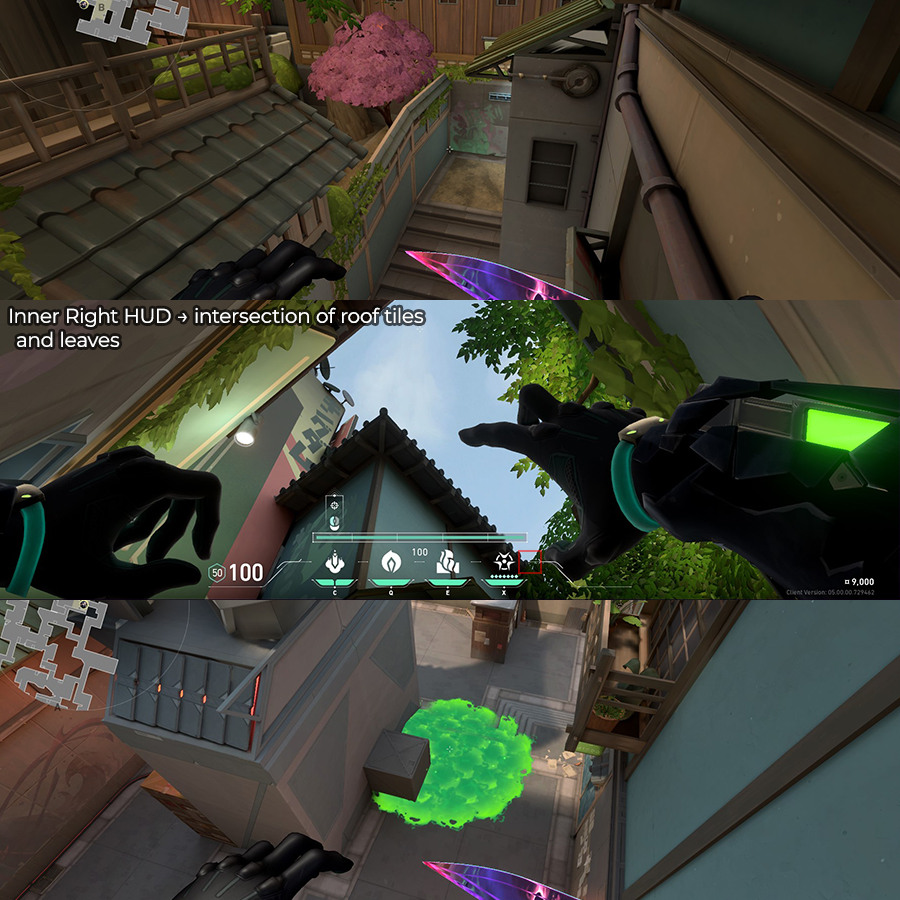 B
Inner Right HUD → intersection of roof tiles
and leaves
100
50 100
C Q E X
¤ 9,000
Client Version: 05.00.00.729462
A